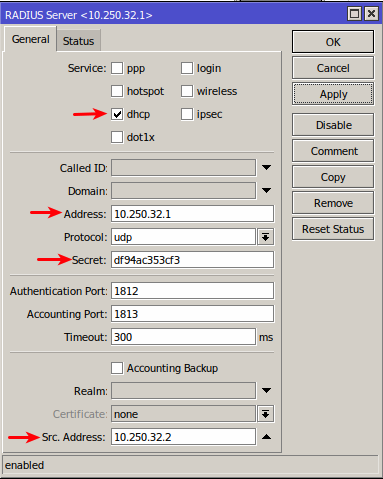 RADIUS Server <10.250.32.1>
General Status
Service: ppp login
hotspot wireless
dhcp ipsec
dot1x
Called ID:
Domain:
Address: 10.250.32.1
Protocol: udp
Secret: df94ac353cf3
Authentication Port: 1812
Accounting Port: 1813
Timeout: 300 ms
Accounting Backup
Realm:
Certificate: none
Src. Address: 10.250.32.2
OK
Cancel
Apply
Disable
Comment
Copy
Remove
Reset Status
enabled